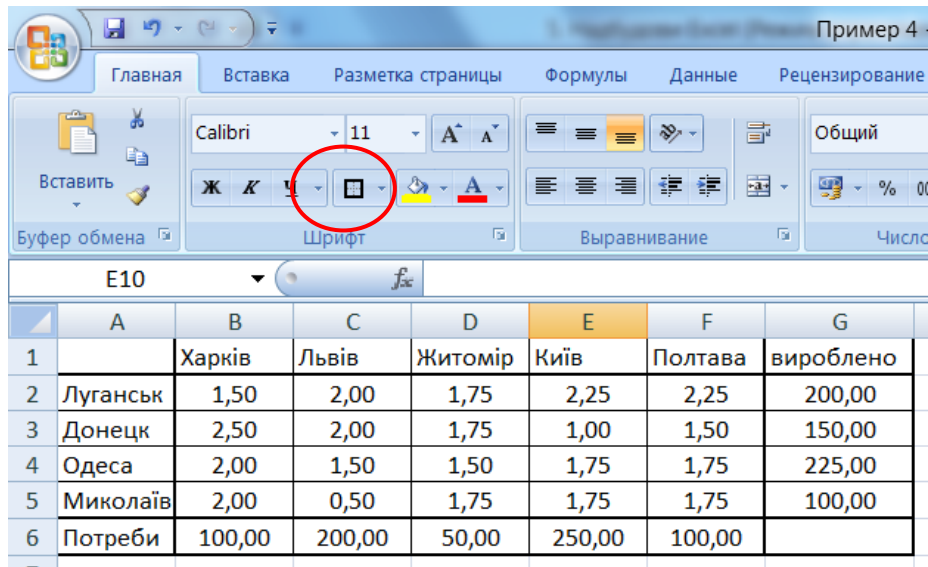 Пример 4 -
Главная Вставка Разметка страницы Формулы Данные Рецензирование
Calibri 11 A A Общий
Вставить Ж К Ч A a % 00
Буфер обмена Шрифт Выравнивание Число
E10 fx
A B C D E F G
1 Харків Львів Житомір Київ Полтава вироблено
2 Луганськ 1,50 2,00 1,75 2,25 2,25 200,00
3 Донецк 2,50 2,00 1,75 1,00 1,50 150,00
4 Одеса 2,00 1,50 1,50 1,75 1,75 225,00
5 Миколаїв 2,00 0,50 1,75 1,75 1,75 100,00
6 Потреби 100,00 200,00 50,00 250,00 100,00